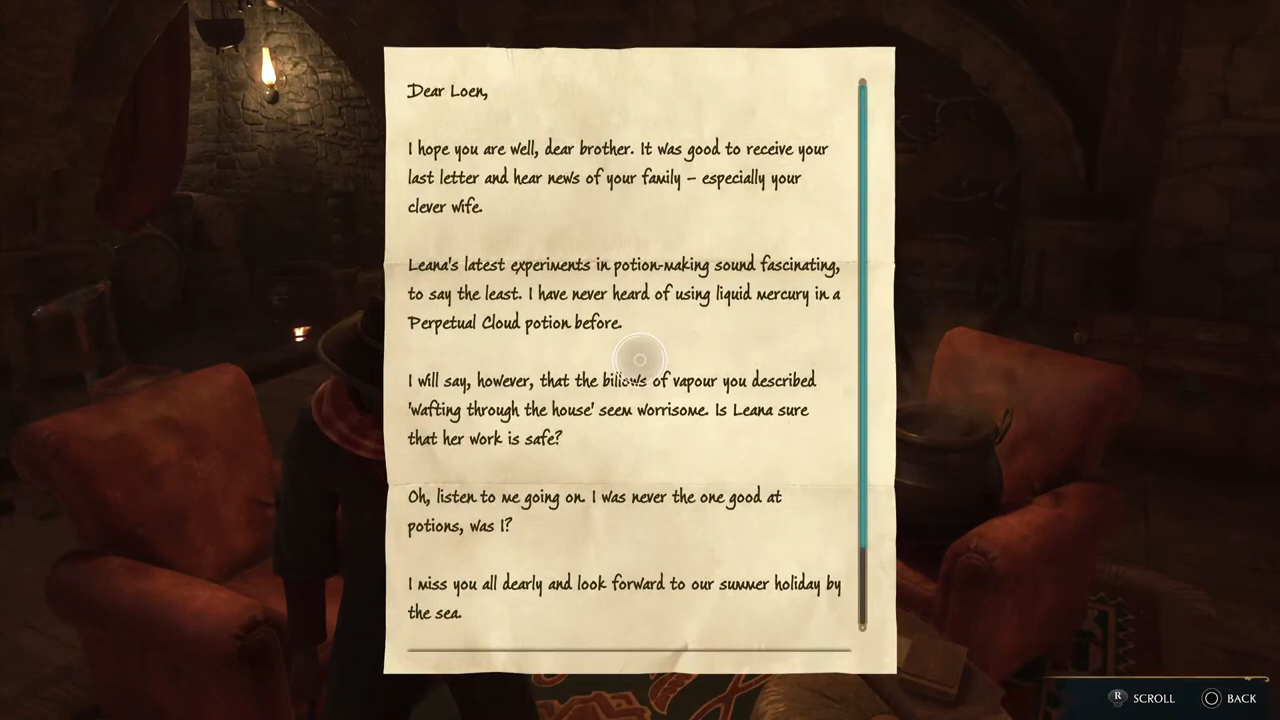 Dear Loen,
I hope you are well, dear brother. It was good to receive your
last letter and hear news of your family – especially your
clever wife.
Leana's latest experiments in potion-making sound fascinating,
to say the least. I have never heard of using liquid mercury in a
Perpetual Cloud potion before.
I will say, however, that the billows of vapour you described
'wafting through the house' seem worrisome. Is Leana sure
that her work is safe?
Oh, listen to me going on. I was never the one good at
potions, was I?
I miss you all dearly and look forward to our summer holiday by
the sea.
R SCROLL BACK